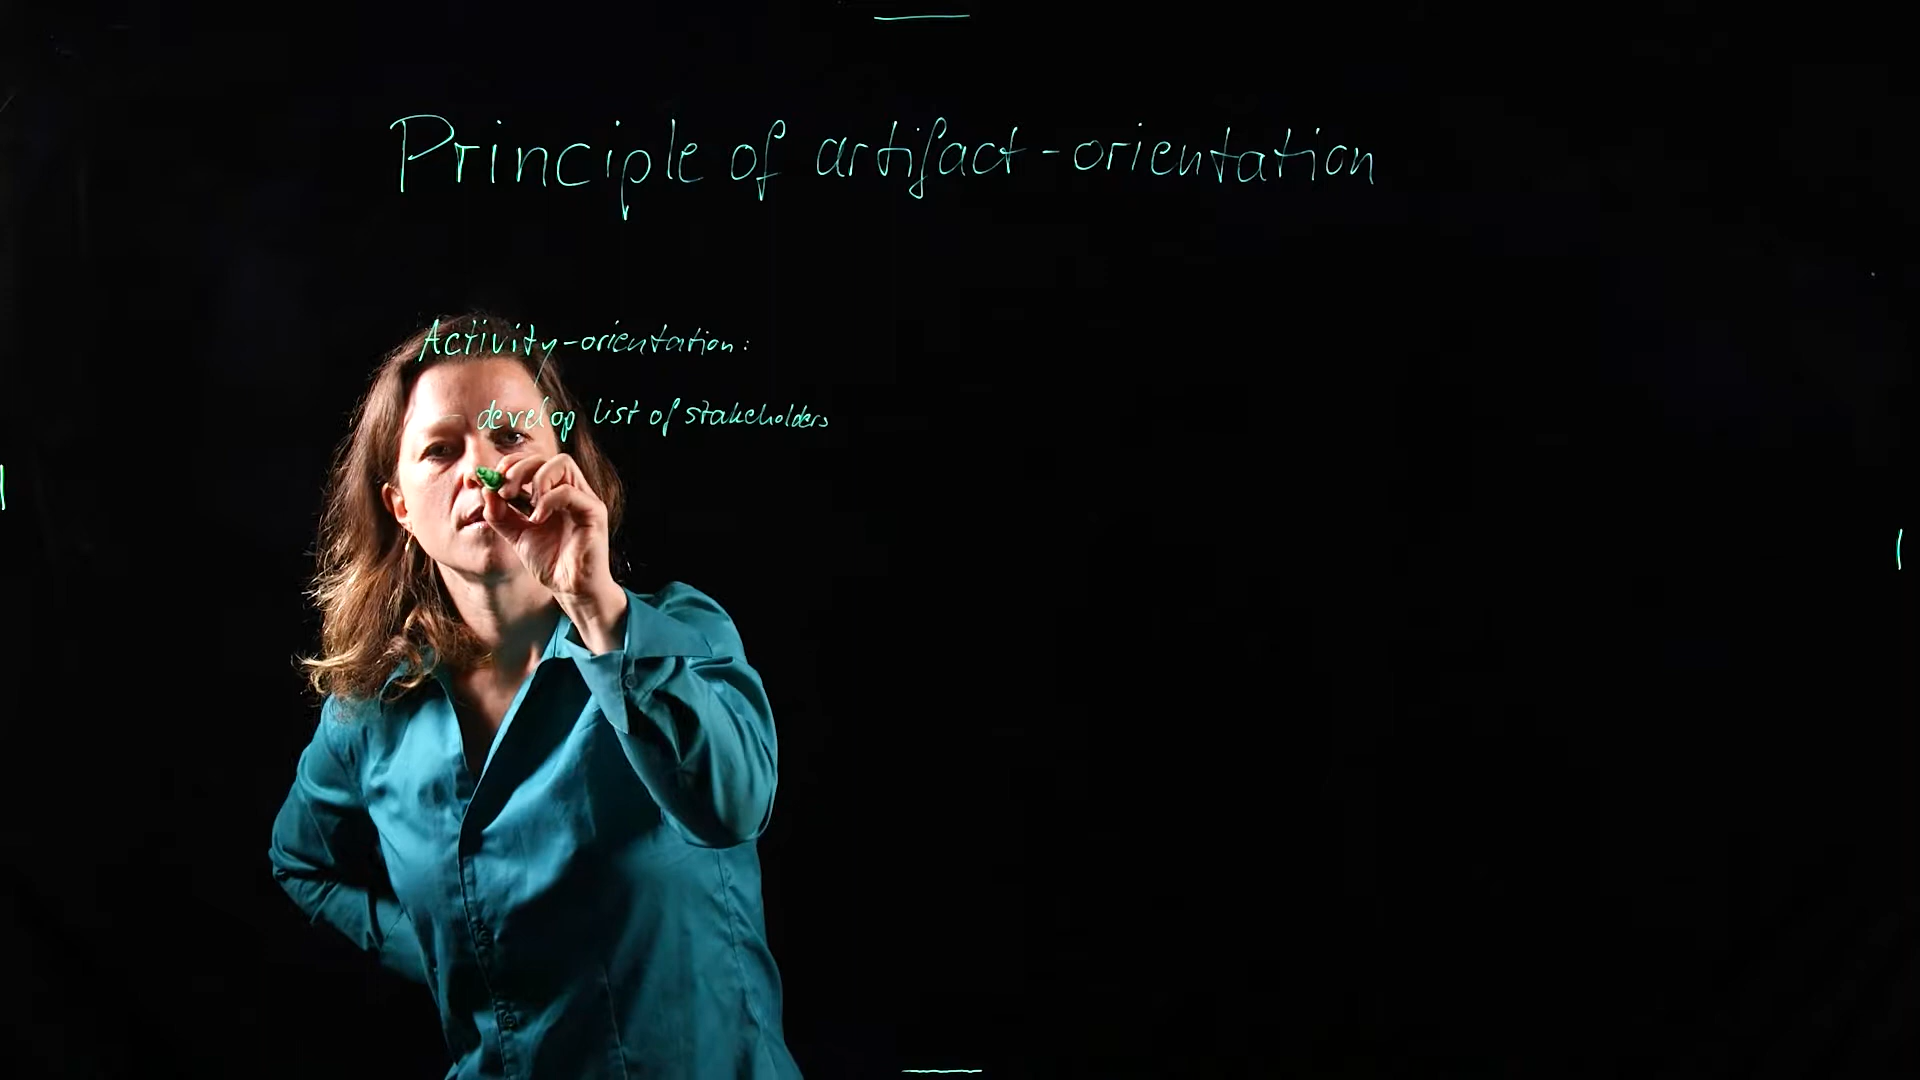 Principle of artifact-orientation
Activity-orientation:
- develop list of stakeholders